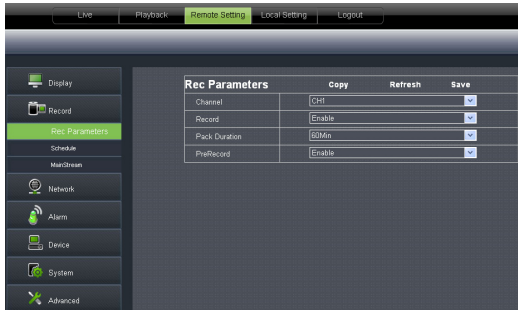 Live Playback Remote Setting Local Setting Logout
Display
Record
Rec Parameters
Schedule
MainStream
Network
Alarm
Device
System
Advanced
Rec Parameters Copy Refresh Save
Channel CH1
Record Enable
Pack Duration 60Min
PreRecord Enable